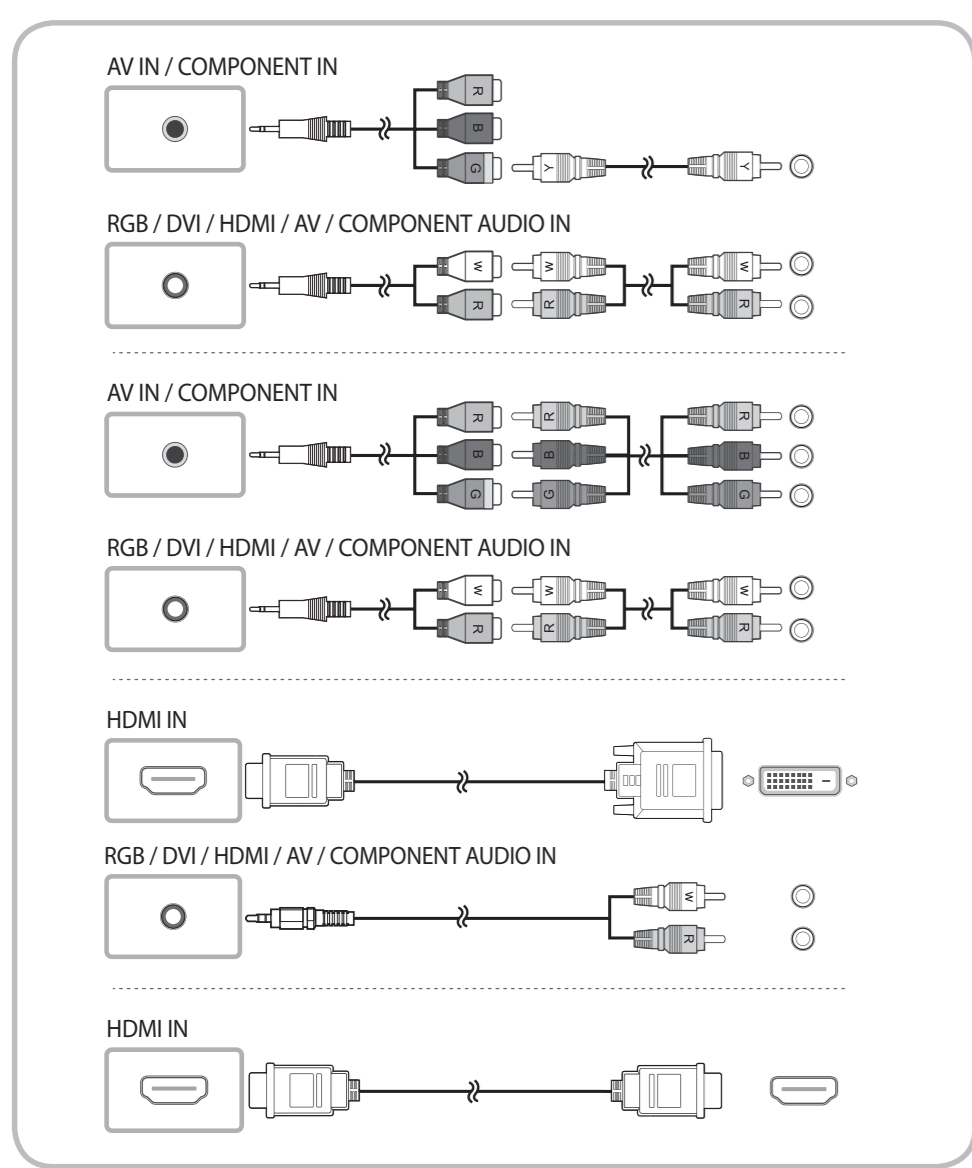 AV IN / COMPONENT IN
R
B
G Y Y
RGB / DVI / HDMI / AV / COMPONENT AUDIO IN
W W W
R R R
AV IN / COMPONENT IN
R R R
B B B
G G G
RGB / DVI / HDMI / AV / COMPONENT AUDIO IN
W W W
R R R
HDMI IN
RGB / DVI / HDMI / AV / COMPONENT AUDIO IN
W
R
HDMI IN